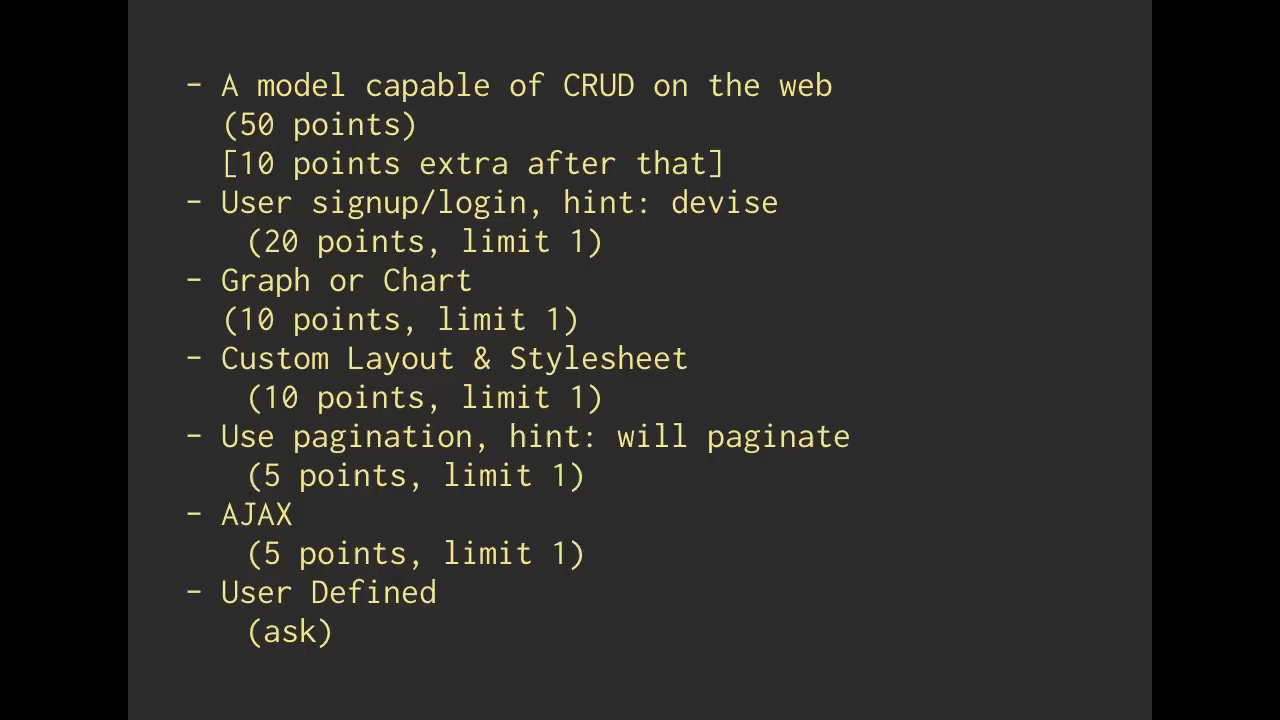 - A model capable of CRUD on the web
(50 points)
[10 points extra after that]
- User signup/login, hint: devise
(20 points, limit 1)
- Graph or Chart
(10 points, limit 1)
- Custom Layout & Stylesheet
(10 points, limit 1)
- Use pagination, hint: will paginate
(5 points, limit 1)
- AJAX
(5 points, limit 1)
- User Defined
(ask)